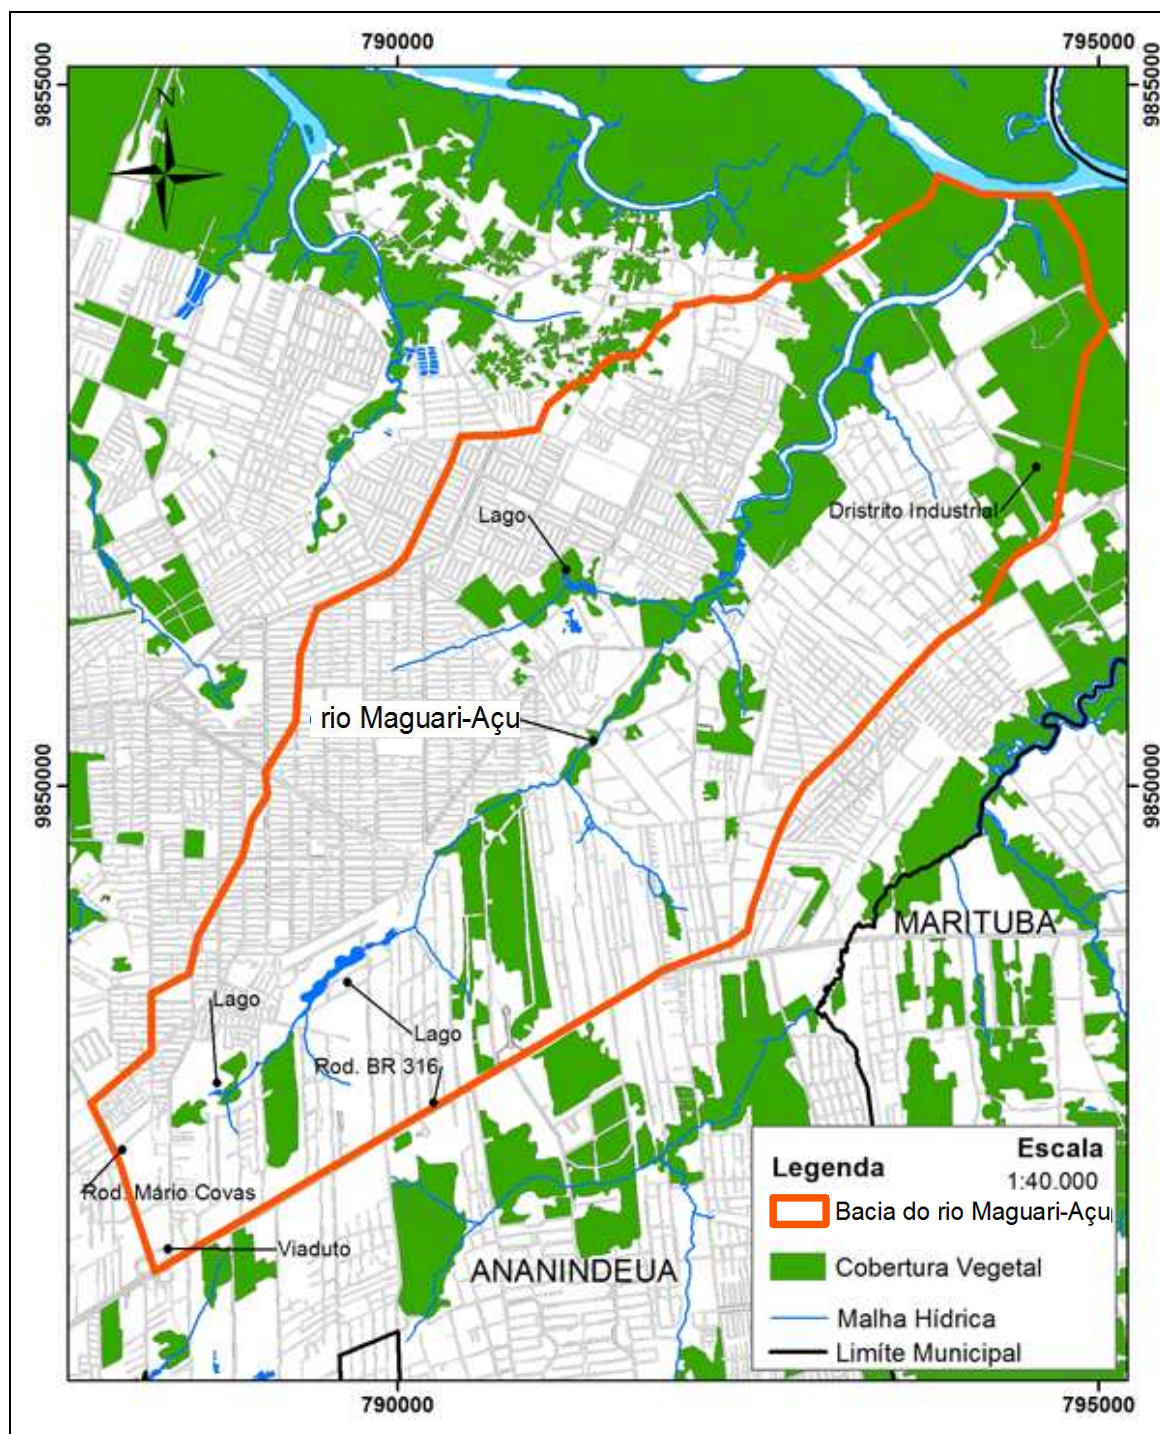 790000
795000
9855000
9855000
N
Dristrito Industrial
Lago
rio Maguari-Açu
9850000
9850000
MARITUBA
Lago
Lago
Rod. BR 316
Rod. Mário Covas
Viaduto
ANANINDEUA
Legenda
Escala
1:40.000
Bacia do rio Maguari-Açu
Cobertura Vegetal
Malha Hídrica
Limíte Municipal
790000
795000